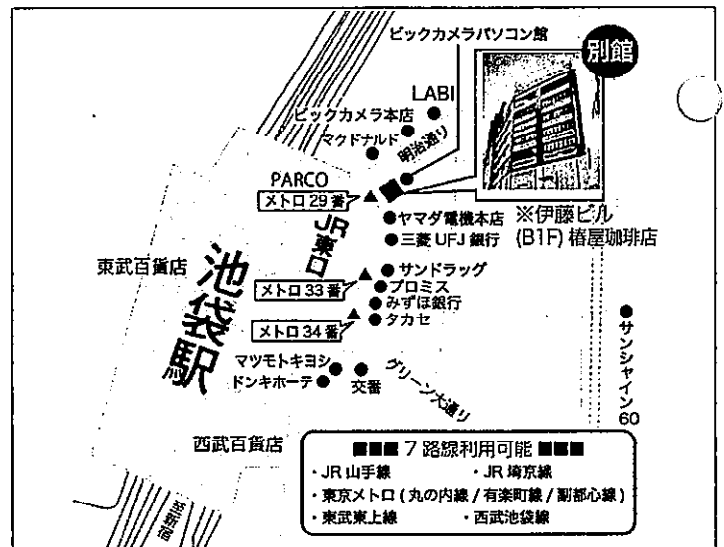 ビックカメラパソコン館
別館
LABI
ビックカメラ本店
マクドナルド
明治通り
PARCO
メトロ29番
JR東口
ヤマダ電機本店
三菱UFJ銀行
※伊藤ビル
(B1F) 椿屋珈琲店
東武百貨店
池袋駅
サンドラッグ
メトロ33番
プロミス
みずほ銀行
メトロ34番
タカセ
サンシャイン60
マツモトキヨシ
ドンキホーテ
交番
グリーン大通り
西武百貨店
■■■ 7路線利用可能 ■■■
・JR山手線 ・JR埼京線
・東京メトロ(丸の内線/有楽町線/副都心線)
・東武東上線 ・西武池袋線